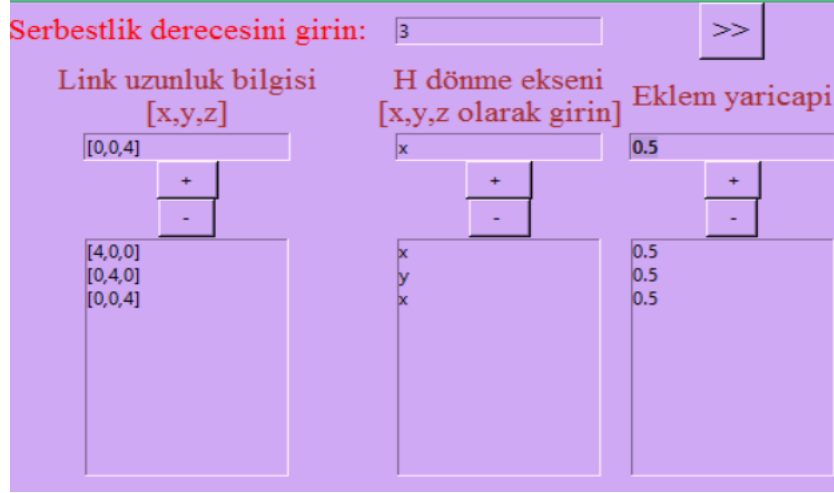 Serbestlik derecesini girin: 3 >>
Link uzunluk bilgisi
[x,y,z]
H dönme ekseni
[x,y,z olarak girin]
Eklem yaricapi
[0,0,4] x 0.5
+ + +
- - -
[4,0,0] x 0.5
[0,4,0] y 0.5
[0,0,4] x 0.5